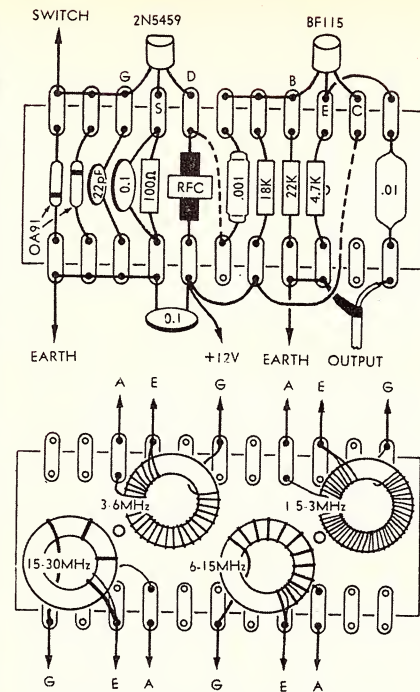 SWITCH 2N5459 BF115
G D B
S E C
OA91 22pF 0.1 100Ω RFC .001 18K 22K 4.7K .01
0.1
EARTH +12V EARTH OUTPUT
A E G A E G
3-6MHz 1 5-3MHz
15-30MHz 6-15MHz
G E A G E A